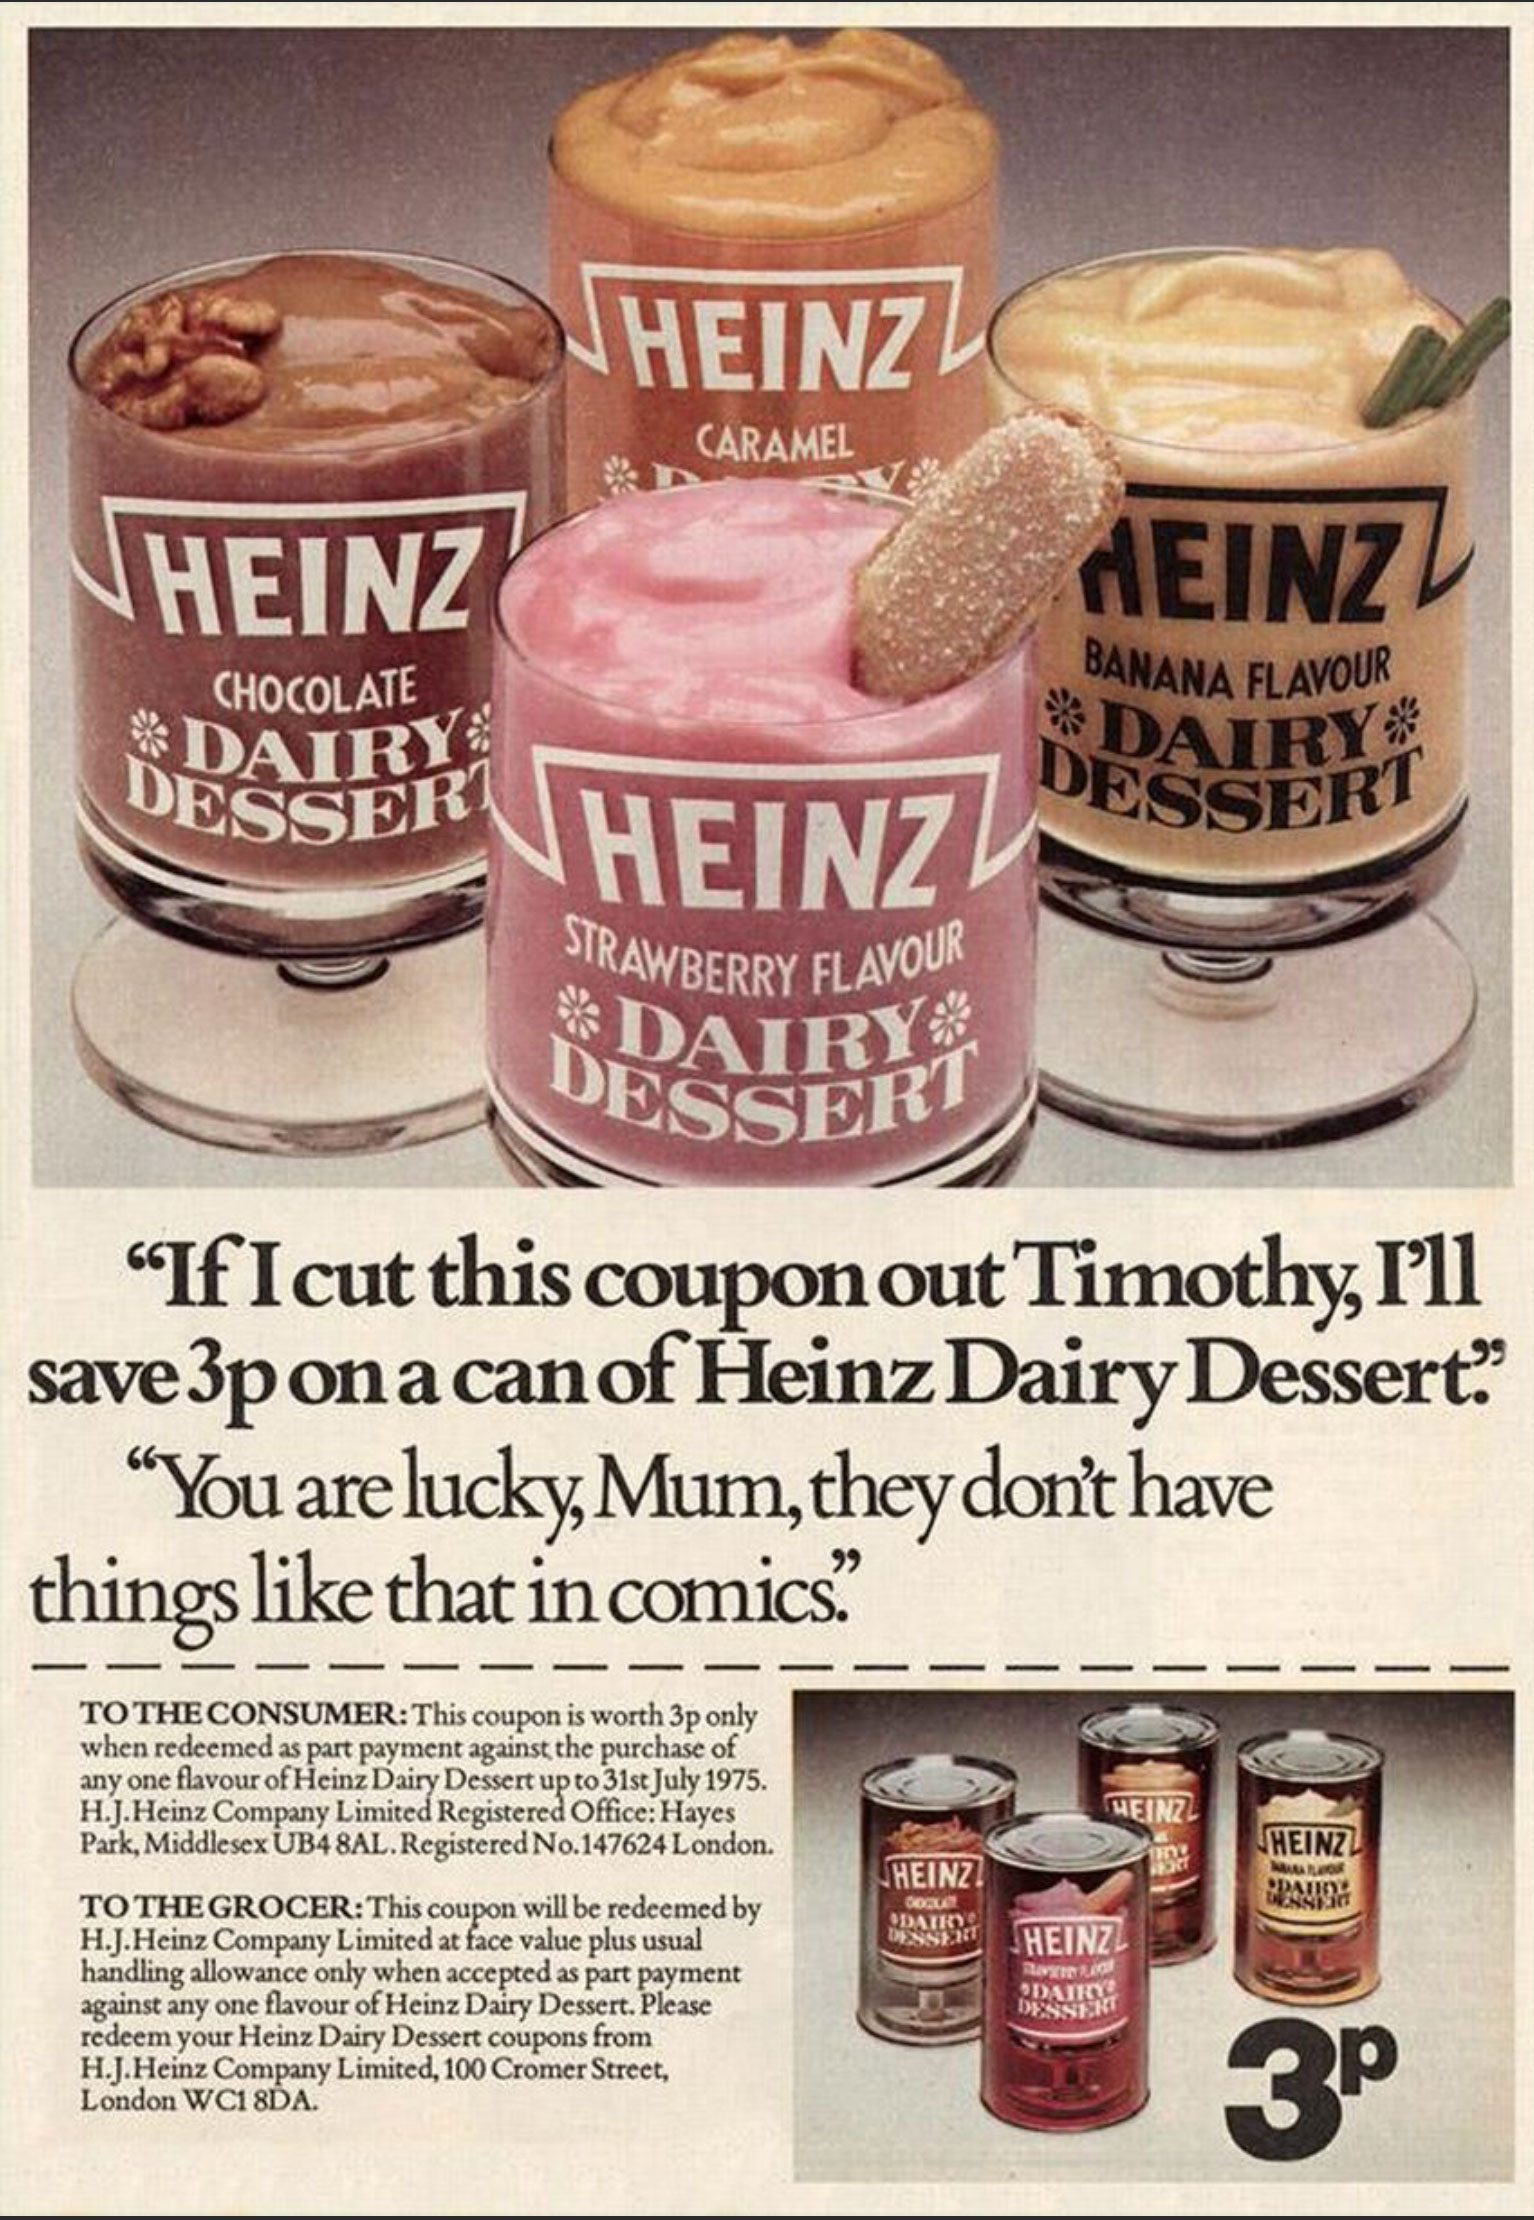 HEINZ
CARAMEL
DAIRY
HEINZ
CHOCOLATE
DAIRY
DESSERT
HEINZ
BANANA FLAVOUR
DAIRY
DESSERT
HEINZ
STRAWBERRY FLAVOUR
DAIRY
DESSERT
“If I cut this coupon out Timothy, I’ll
save 3p on a can of Heinz Dairy Dessert.”
“You are lucky, Mum, they don’t have
things like that in comics.”
TO THE CONSUMER: This coupon is worth 3p only
when redeemed as part payment against the purchase of
any one flavour of Heinz Dairy Dessert up to 31st July 1975.
H.J.Heinz Company Limited Registered Office: Hayes
Park, Middlesex UB4 8AL. Registered No.147624 London.
TO THE GROCER: This coupon will be redeemed by
H.J.Heinz Company Limited at face value plus usual
handling allowance only when accepted as part payment
against any one flavour of Heinz Dairy Dessert. Please
redeem your Heinz Dairy Dessert coupons from
H.J.Heinz Company Limited, 100 Cromer Street,
London WC1 8DA.
HEINZ
HEINZ
BANANA FLAVOUR
DAIRY
DESSERT
HEINZ
CHOCOLATE
DAIRY
DESSERT
HEINZ
STRAWBERRY FLAVOUR
DAIRY
DESSERT
3p